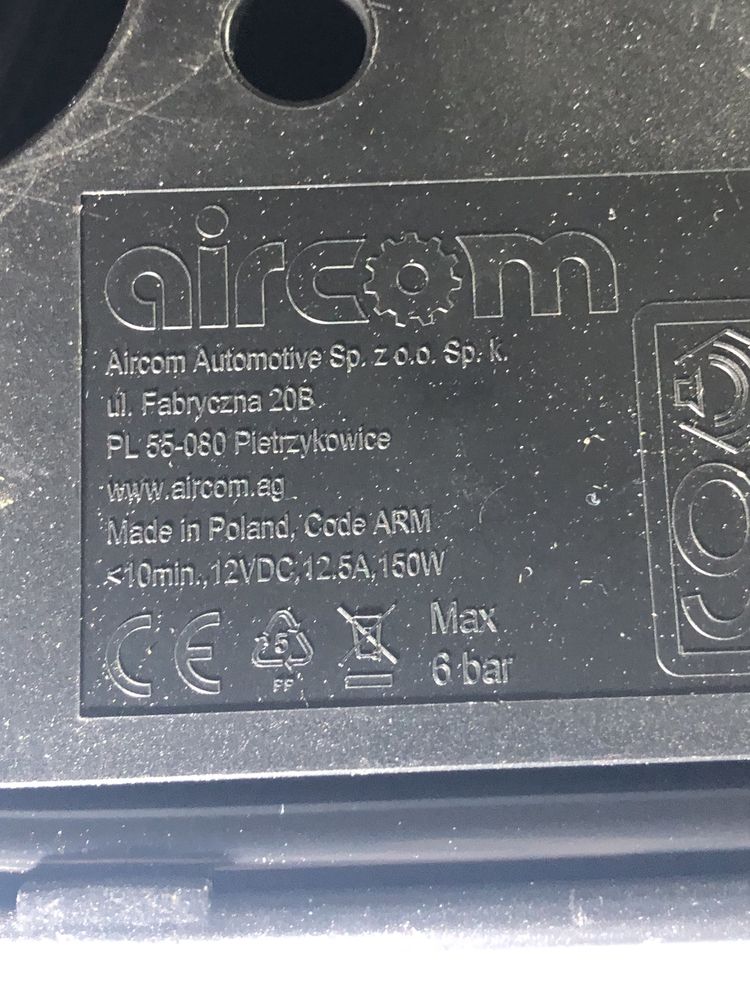 aircom
Aircom Automotive Sp. z o.o. Sp. k.
ul. Fabryczna 20B
PL 55-080 Pietrzykowice
www.aircom.ag
Made in Poland, Code ARM
<10min.,12VDC,12.5A,150W
CE
5
PP
Max
6 bar